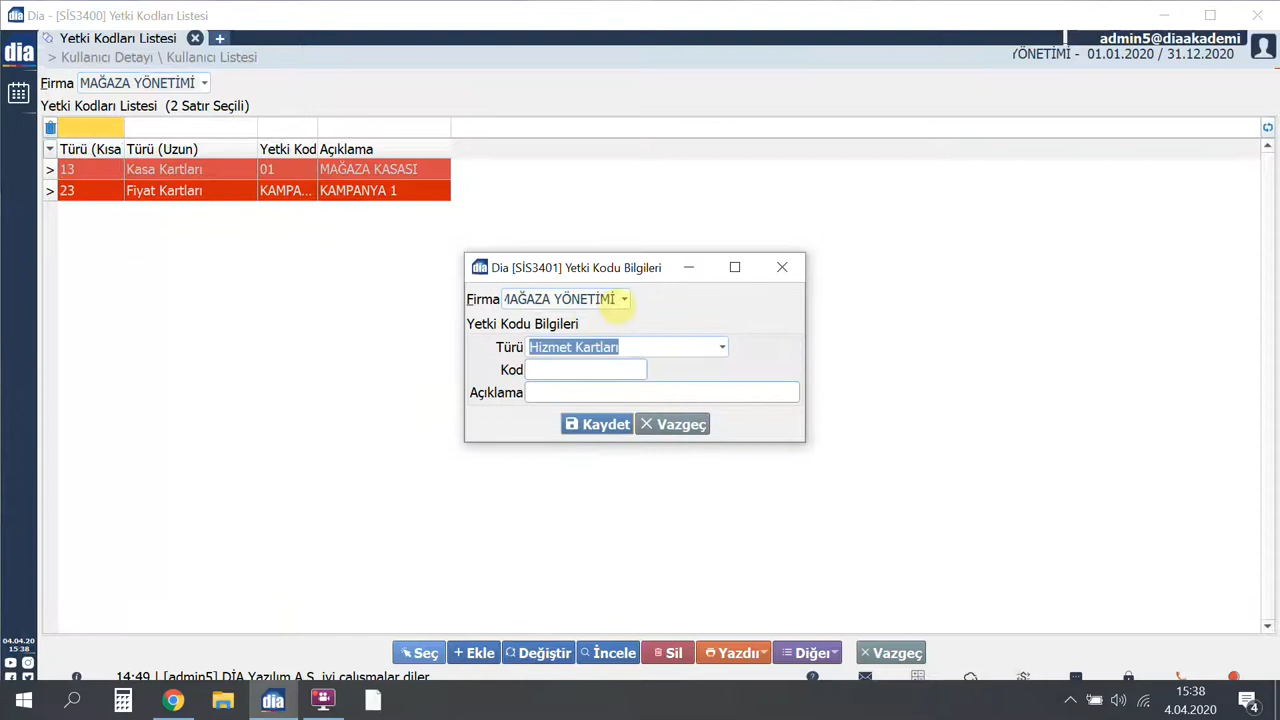 Dia - [SİS3400] Yetki Kodları Listesi
Yetki Kodları Listesi
admin5@diaakademi
dia
> Kullanıcı Detayı \ Kullanıcı Listesi
YÖNETİMİ - 01.01.2020 / 31.12.2020
Firma MAĞAZA YÖNETİMİ
Yetki Kodları Listesi (2 Satır Seçili)
Türü (Kısa Türü (Uzun) Yetki Kod Açıklama
> 13 Kasa Kartları 01 MAĞAZA KASASI
> 23 Fiyat Kartları KAMPA... KAMPANYA 1
dia Dia [SİS3401] Yetki Kodu Bilgileri
Firma MAĞAZA YÖNETİMİ
Yetki Kodu Bilgileri
Türü Hizmet Kartları
Kod
Açıklama
Kaydet Vazgeç
Seç + Ekle Değiştir İncele Sil Yazdır Diğer Vazgeç
04.04.20
15:38
14:49 | [admin5] DİA Yazılım A.S. iyi çalışmalar diler.
dia
15:38
4.04.2020
4